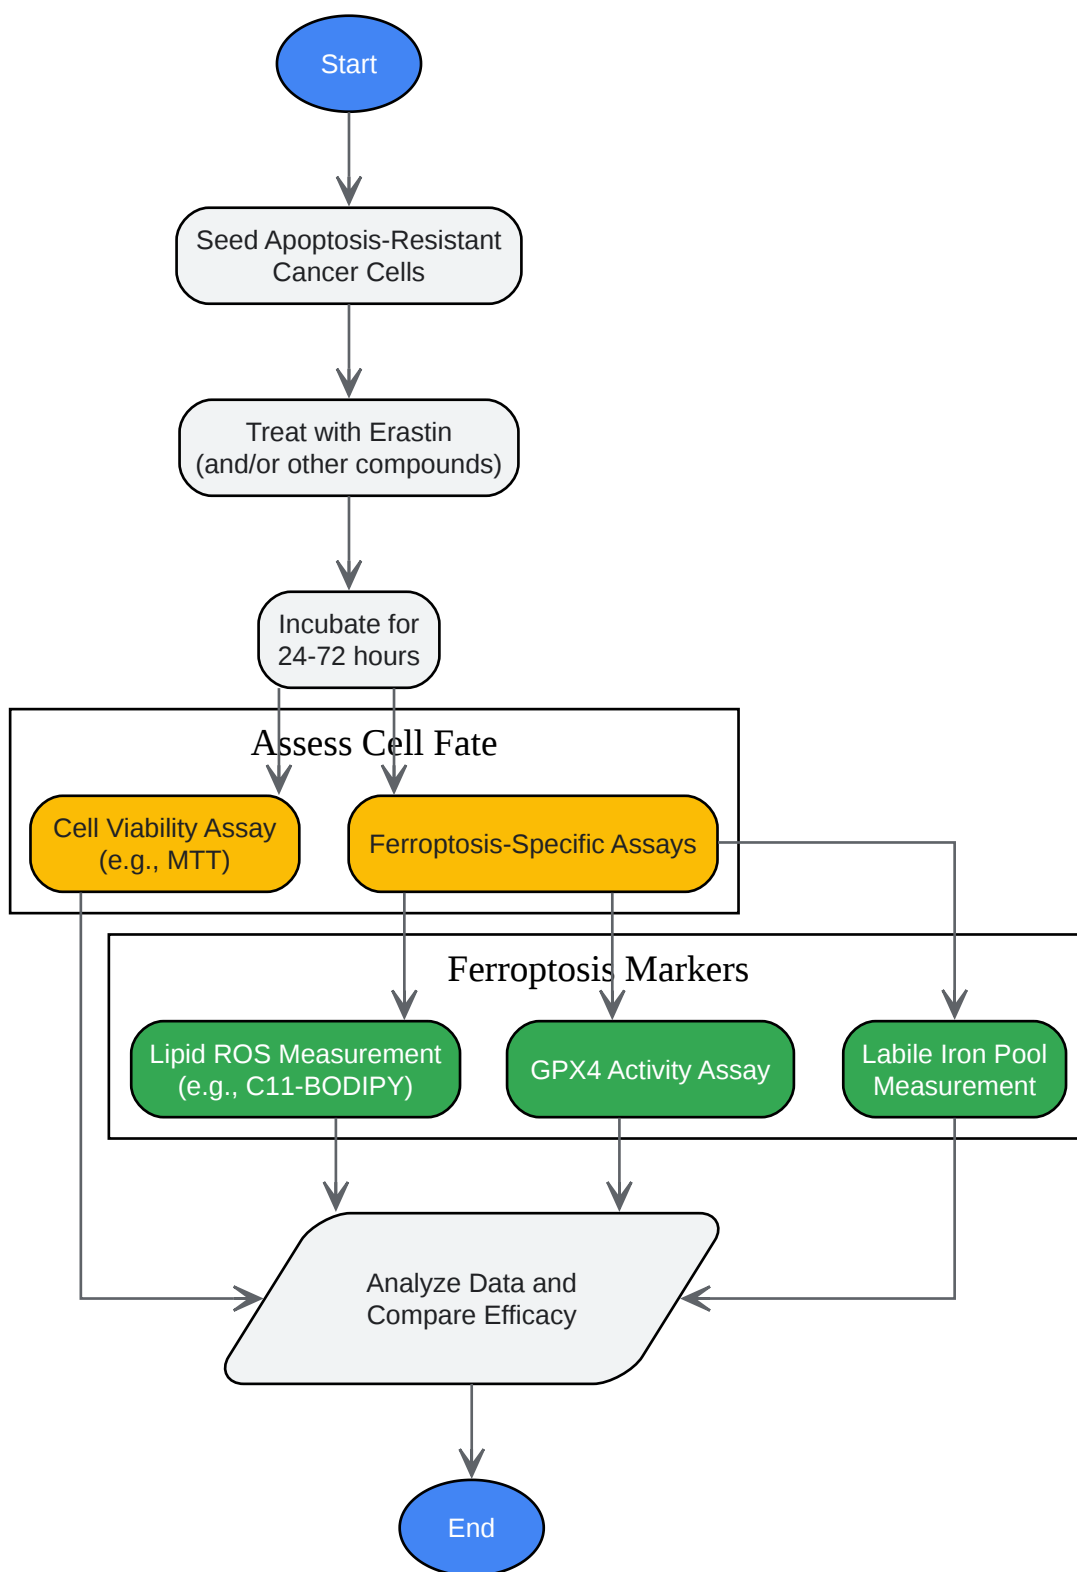 Start
Seed Apoptosis-Resistant
Cancer Cells
Treat with Erastin
(and/or other compounds)
Incubate for
24-72 hours
Assess Cell Fate
Cell Viability Assay
(e.g., MTT)
Ferroptosis-Specific Assays
Ferroptosis Markers
Lipid ROS Measurement
(e.g., C11-BODIPY)
GPX4 Activity Assay
Labile Iron Pool
Measurement
Analyze Data and
Compare Efficacy
End